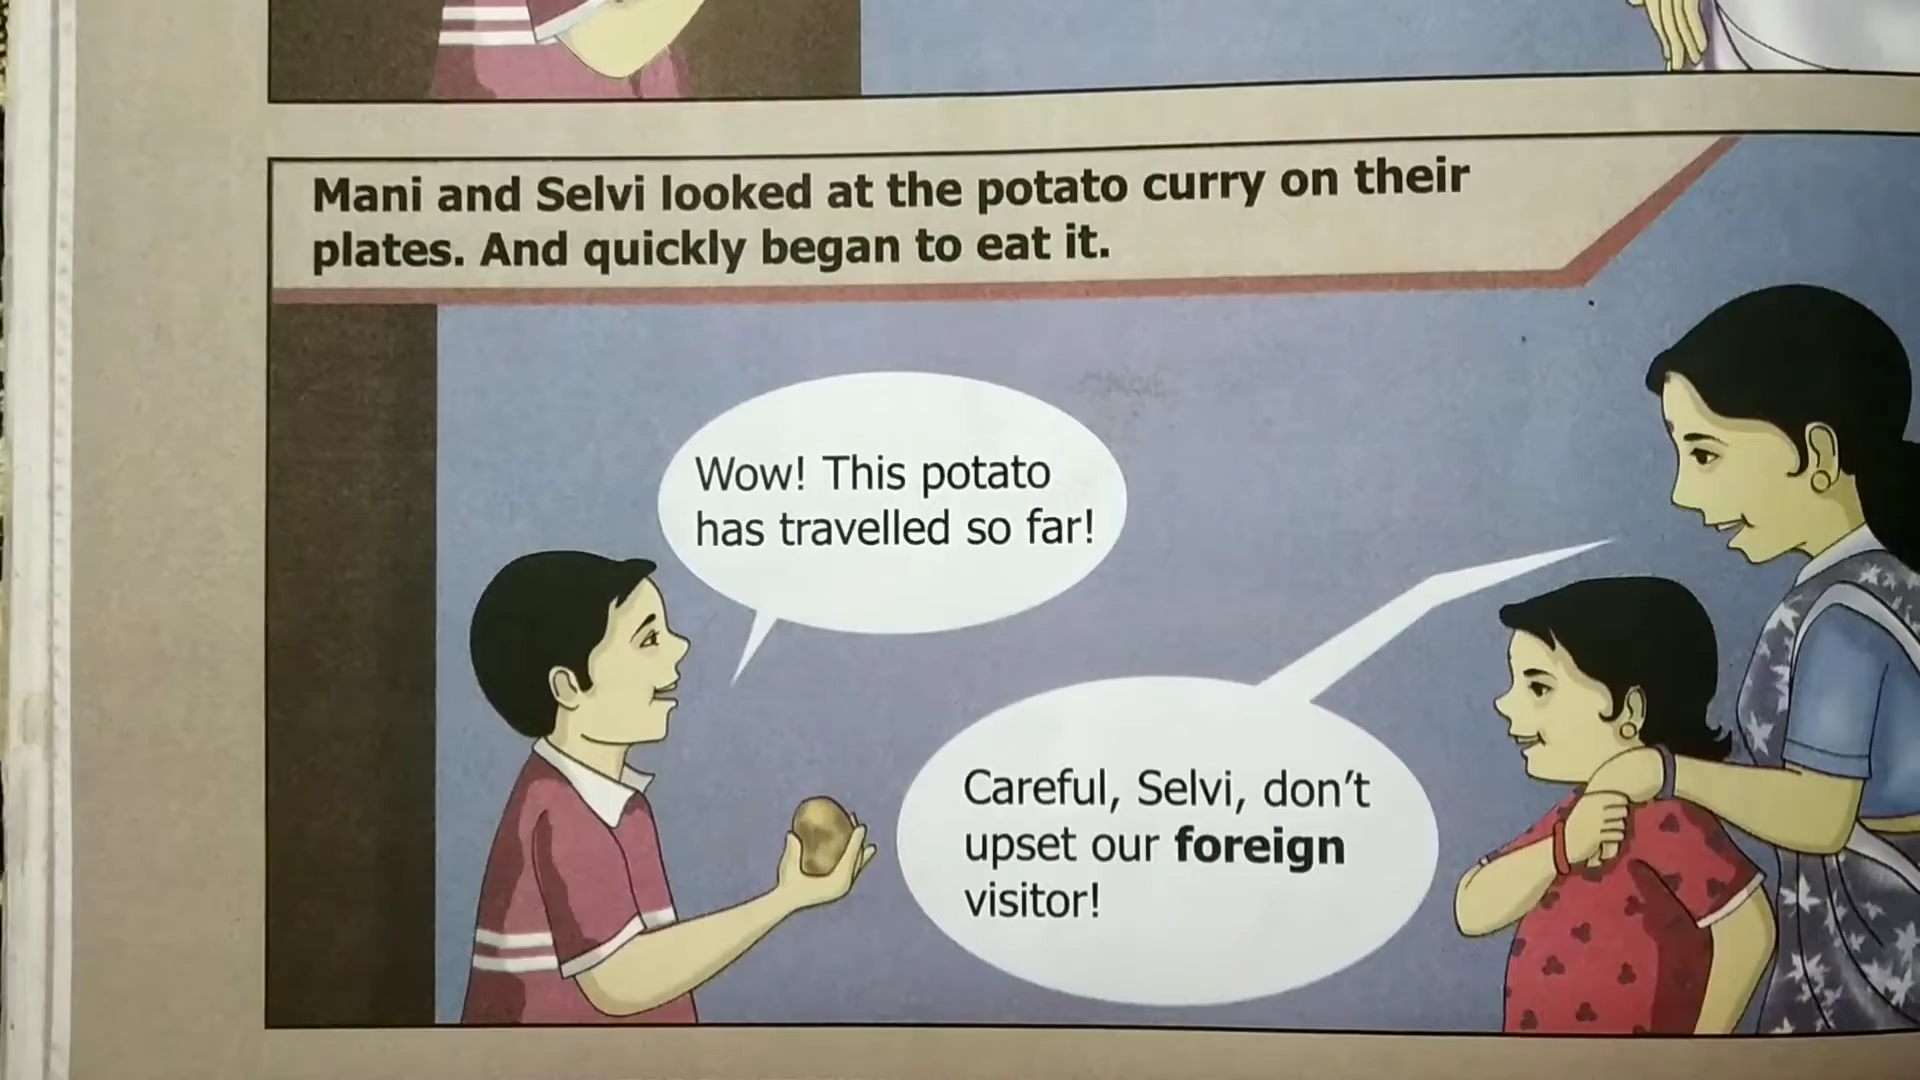 Mani and Selvi looked at the potato curry on their
plates. And quickly began to eat it.
Wow! This potato
has travelled so far!
Careful, Selvi, don't
upset our foreign
visitor!